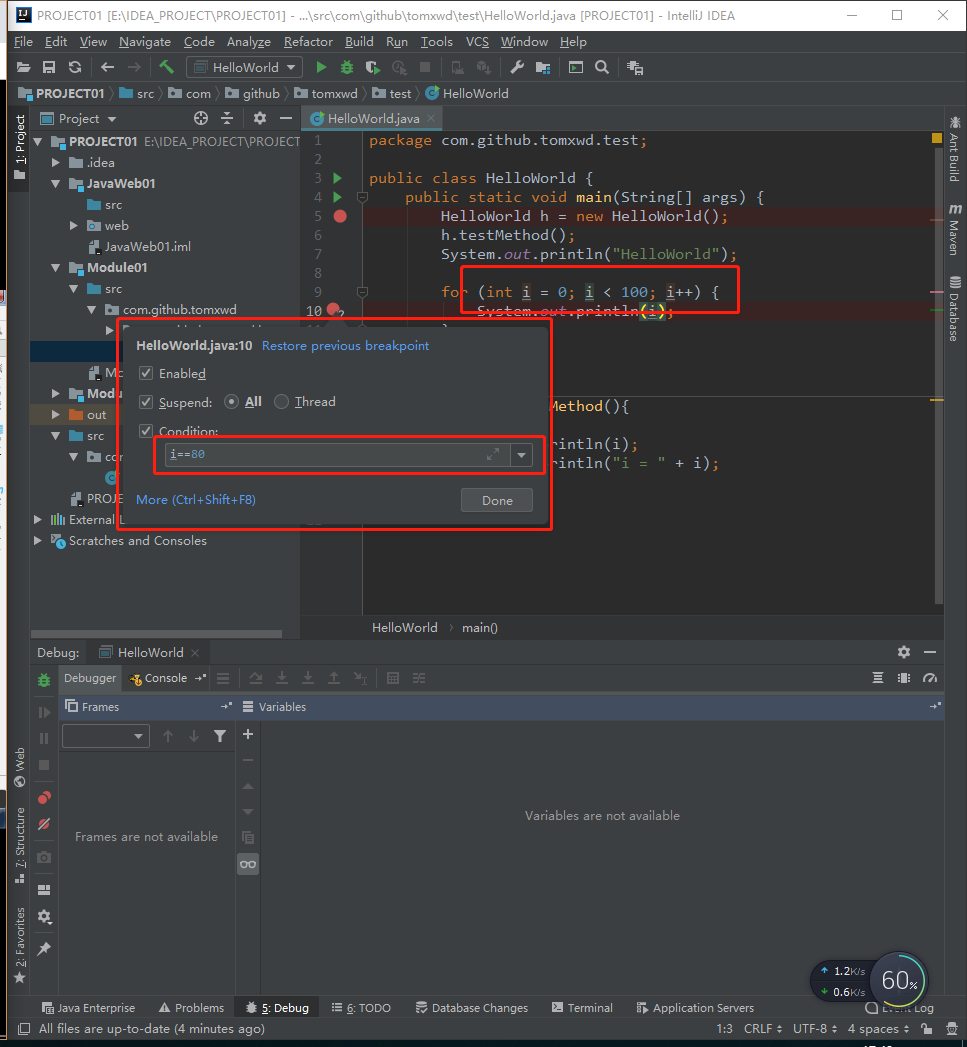 PROJECT01 [E:\IDEA_PROJECT\PROJECT01] - ...\src\com\github\tomxwd\test\HelloWorld.java [PROJECT01] - IntelliJ IDEA
File Edit View Navigate Code Analyze Refactor Build Run Tools VCS Window Help
HelloWorld
PROJECT01 src com github tomxwd test HelloWorld
1: Project
Project
HelloWorld.java
PROJECT01 E:\IDEA_PROJECT\PROJECT
.idea
JavaWeb01
src
web
JavaWeb01.iml
Module01
src
com.github.tomxwd
out
src
External
Scratches and Consoles
1 package com.github.tomxwd.test;
2
3 public class HelloWorld {
4 public static void main(String[] args) {
5 HelloWorld h = new HelloWorld();
6 h.testMethod();
7 System.out.println("HelloWorld");
8
9 for (int i = 0; i < 100; i++) {
10 System.out.println(i);
}
Method(){
rintln(i);
rintln("i = " + i);
HelloWorld.java:10 Restore previous breakpoint
Enabled
Suspend: All Thread
Condition:
i==80
More (Ctrl+Shift+F8) Done
Ant Build
Maven
Database
HelloWorld main()
Debug: HelloWorld
Debugger Console
Frames Variables
Frames are not available
Variables are not available
Web
7: Structure
2: Favorites
1.2K/s
0.6K/s
60%
Java Enterprise Problems 5: Debug 6: TODO Database Changes Terminal Application Servers Event Log
All files are up-to-date (4 minutes ago) 1:3 CRLF UTF-8 4 spaces